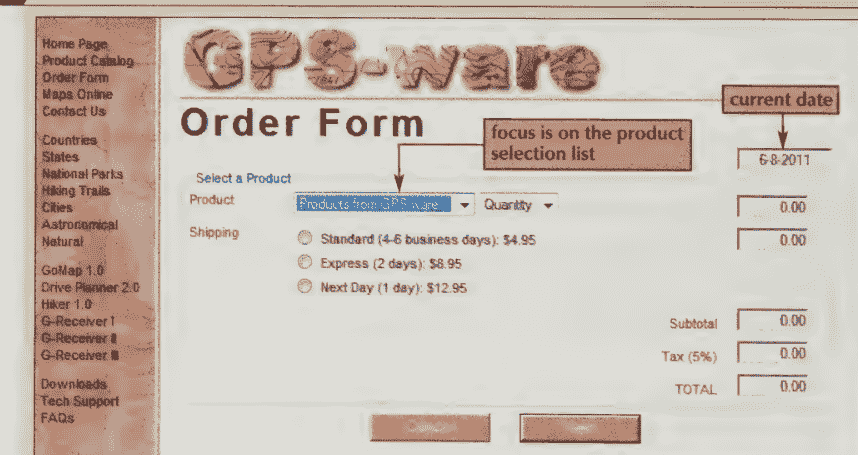 Home Page
Product Catalog
Order Form
Maps Online
Contact Us
Countries
States
National Parks
Hiking Trails
Cities
Astronomical
Natural
GoMap 1.0
Drive Planner 2.0
Hiker 1.0
G-Receiver I
G-Receiver II
G-Receiver III
Downloads
Tech Support
FAQs
GPS-ware
Order Form
focus is on the product
selection list
current date
6-8-2011
Select a Product
Product Products from GPS-ware Quantity 0.00
Shipping 0.00
Standard (4-6 business days): $4.95
Express (2 days): $8.95
Next Day (1 day): $12.95
Subtotal 0.00
Tax (5%) 0.00
TOTAL 0.00